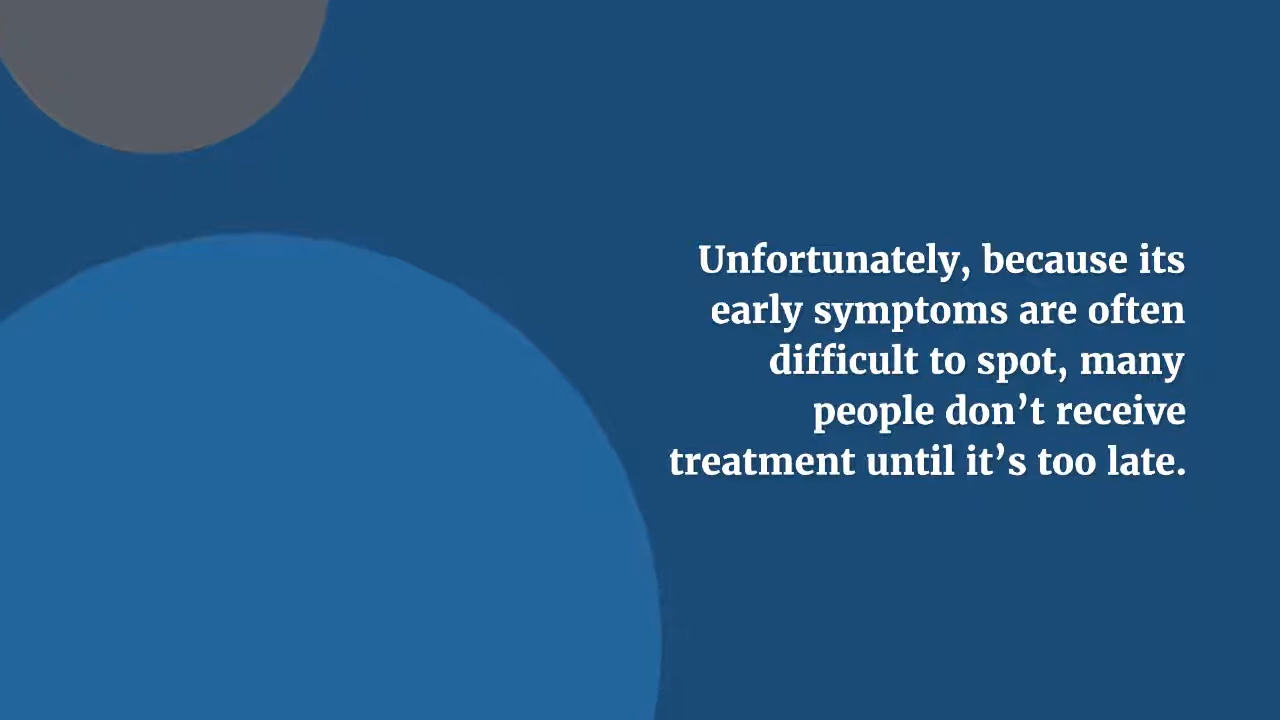 Unfortunately, because its
early symptoms are often
difficult to spot, many
people don’t receive
treatment until it’s too late.